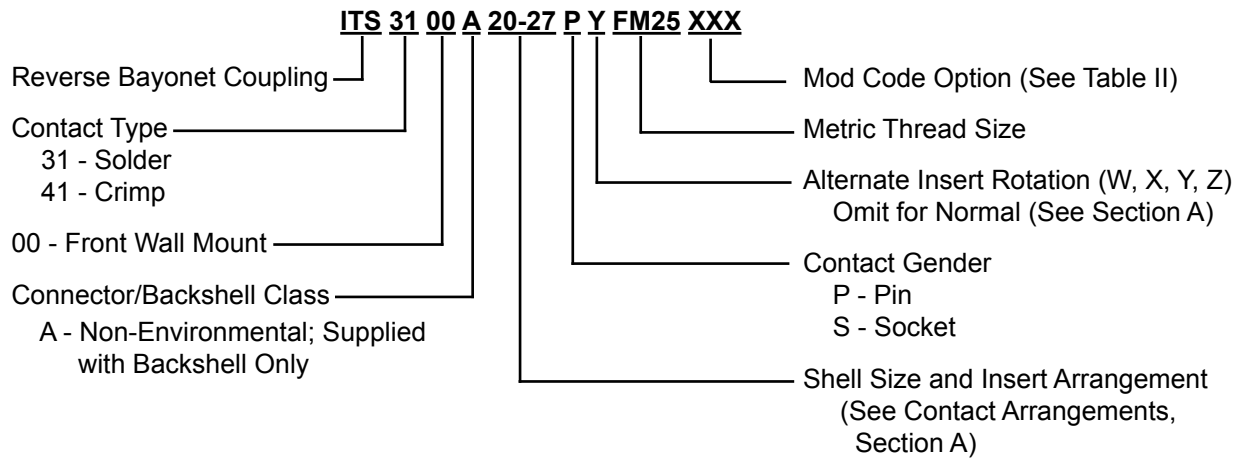 ITS 31 00 A 20-27 P Y FM25 XXX
Reverse Bayonet Coupling
Contact Type
31 - Solder
41 - Crimp
00 - Front Wall Mount
Connector/Backshell Class
A - Non-Environmental; Supplied
with Backshell Only
Mod Code Option (See Table II)
Metric Thread Size
Alternate Insert Rotation (W, X, Y, Z)
Omit for Normal (See Section A)
Contact Gender
P - Pin
S - Socket
Shell Size and Insert Arrangement
(See Contact Arrangements,
Section A)